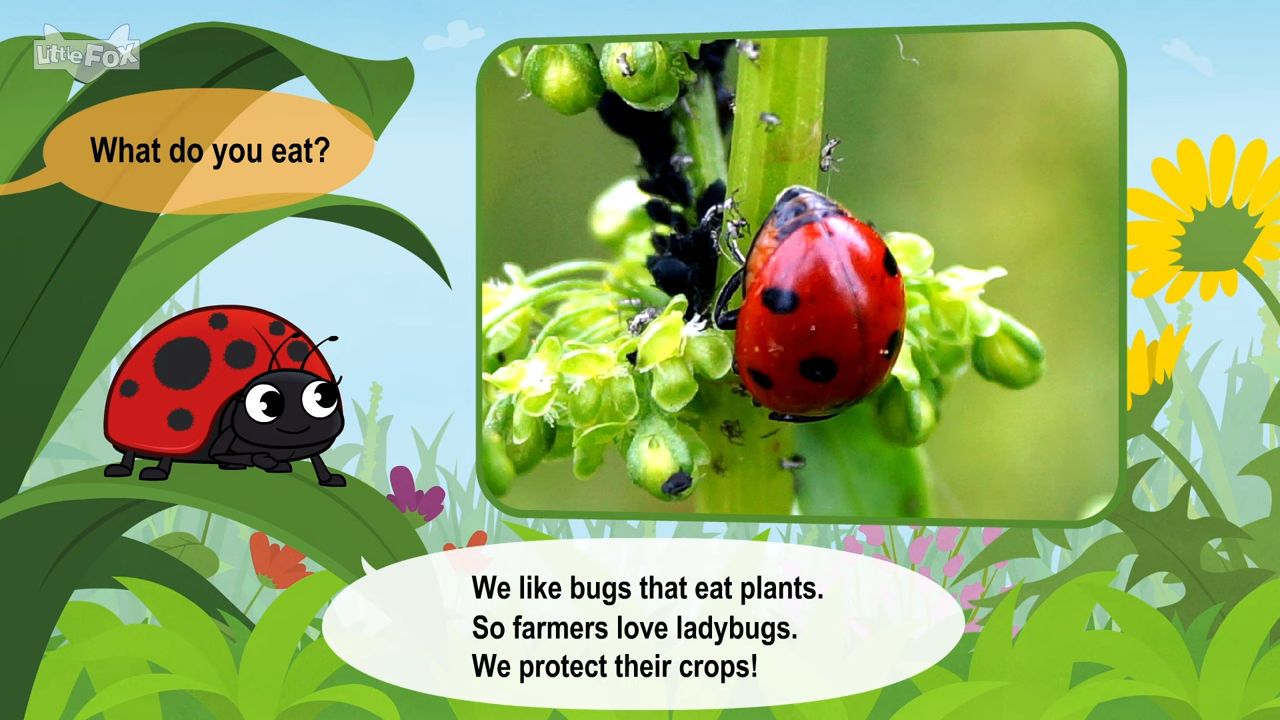 Little Fox
What do you eat?
We like bugs that eat plants.
So farmers love ladybugs.
We protect their crops!